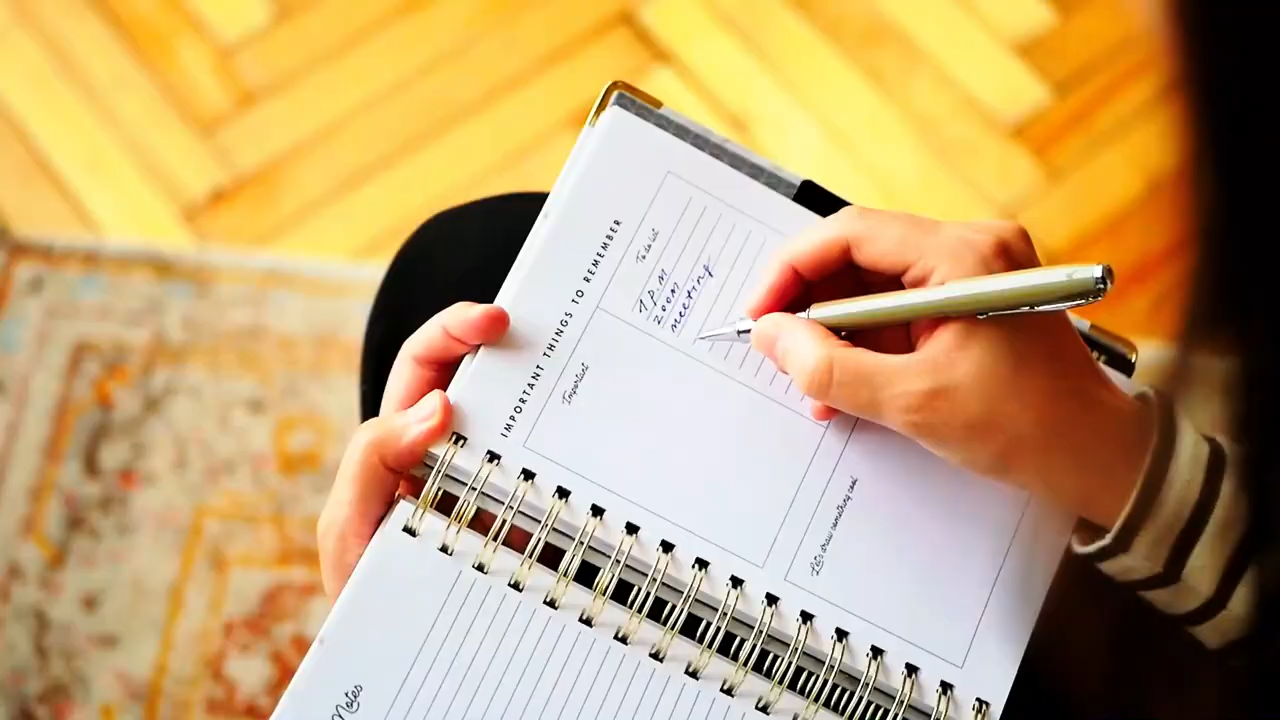 IMPORTANT THINGS TO REMEMBER
To do list
1 P.M
zoom
meeting
Important
Let's draw something cool
Notes